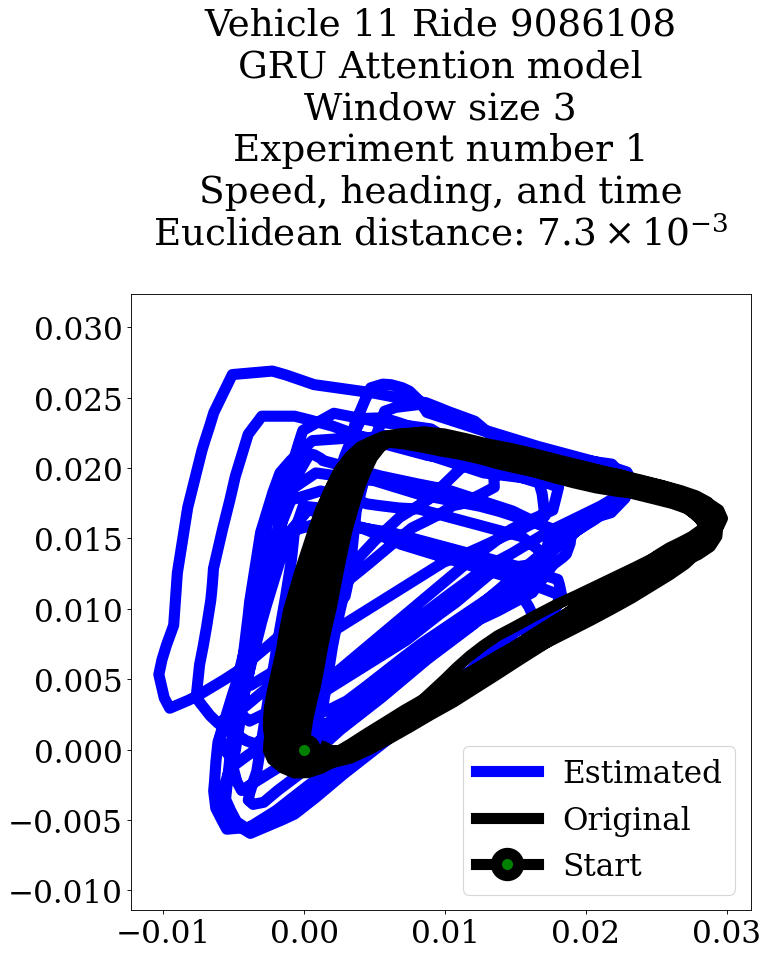 Vehicle 11 Ride 9086108
GRU Attention model
Window size 3
Experiment number 1
Speed, heading, and time
Euclidean distance: 7.3 × 10⁻³
0.030
0.025
0.020
0.015
0.010
0.005
0.000
−0.005
−0.010
Estimated
Original
Start
−0.01 0.00 0.01 0.02 0.03